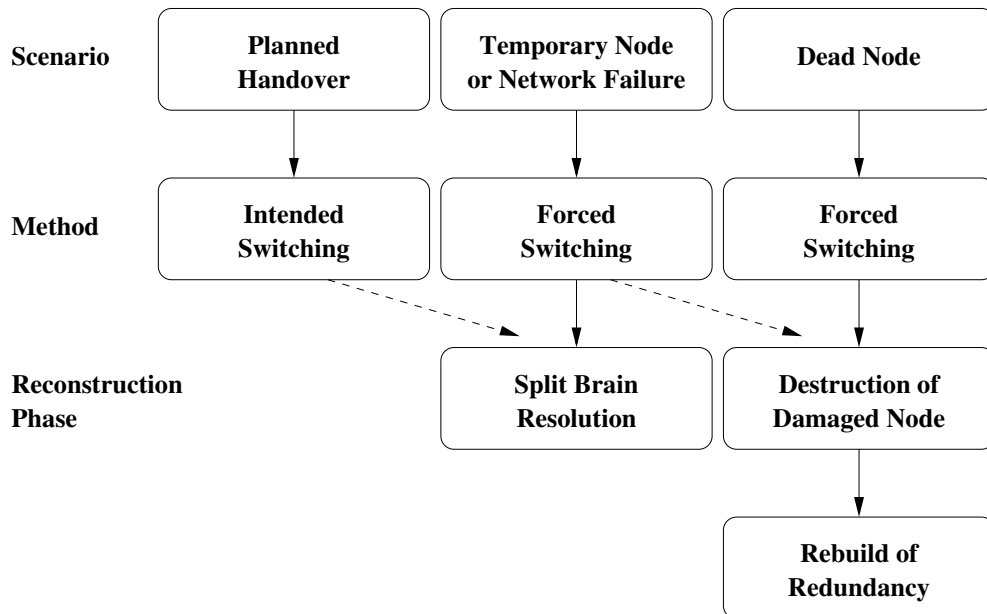 Scenario
Planned
Handover
Temporary Node
or Network Failure
Dead Node
Method
Intended
Switching
Forced
Switching
Forced
Switching
Reconstruction
Phase
Split Brain
Resolution
Destruction of
Damaged Node
Rebuild of
Redundancy